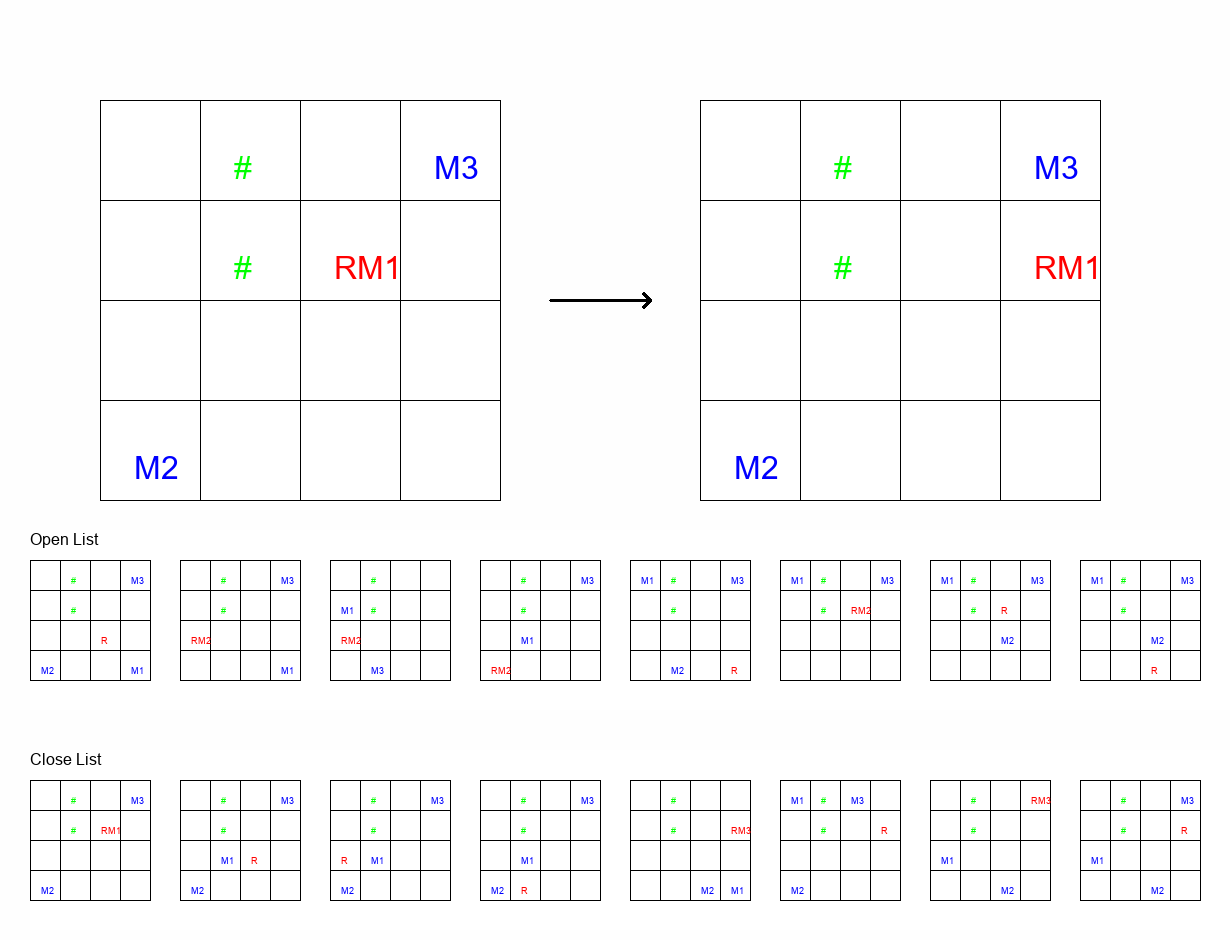 # M3 # M3
# RM1 # RM1
M2 M2
Open List
# M3 # M3 # # M3 M1 # M3 M1 # M3 M1 # M3 M1 # M3
# # M1 # # # # RM2 # R #
R RM2 RM2 M1 M2 M2
M2 M1 M1 M3 RM2 M2 R R
Close List
# M3 # M3 # M3 # M3 # M1 # M3 # RM3 # M3
# RM1 # # # # RM3 # R # # R
M1 R R M1 M1 M1 M1
M2 M2 M2 M2 R M2 M1 M2 M2 M2